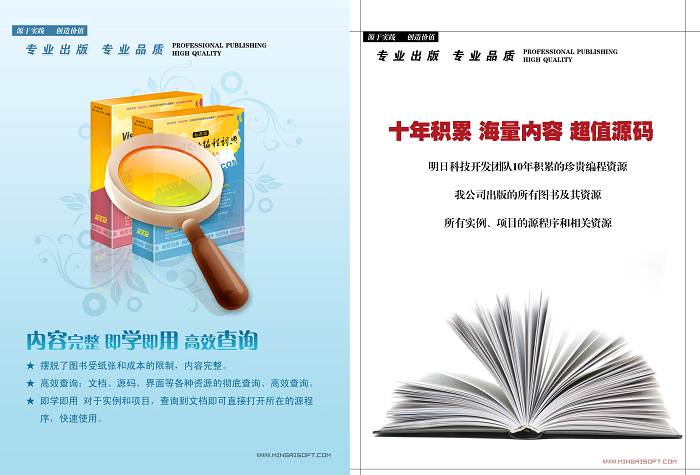 源于实践 创造价值
专业出版 专业品质 PROFESSIONAL PUBLISHING
HIGH QUALITY
编程词典
内容完整 即学即用 高效查询
★ 摆脱了图书受纸张和成本的限制，内容完整。
★ 高效查询：文档、源码、界面等各种资源的彻底查询、高效查询。
★ 即学即用 对于实例和项目，查询到文档即可直接打开所在的源程
序，快速使用。
WWW.MINGRISOFT.COM
源于实践 创造价值
专业出版 专业品质 PROFESSIONAL PUBLISHING
HIGH QUALITY
十年积累 海量内容 超值源码
明日科技开发团队10年积累的珍贵编程资源
我公司出版的所有图书及其资源
所有实例、项目的源程序和相关资源
WWW.MINGRISOFT.COM